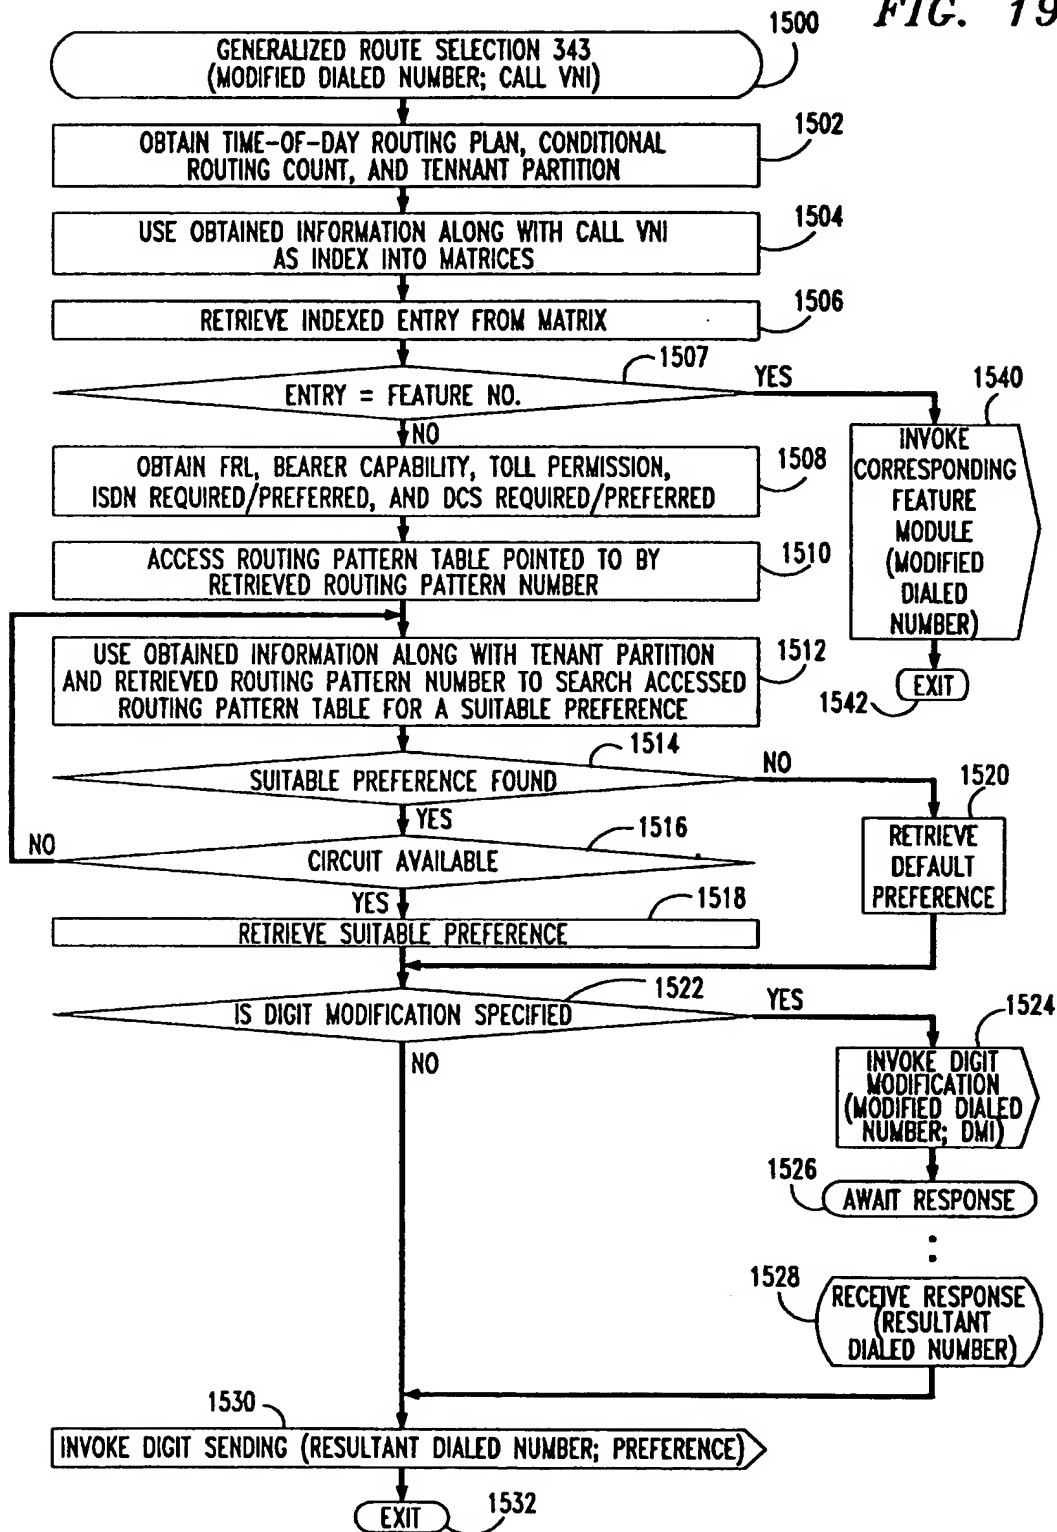 FIG. 19
1500
GENERALIZED ROUTE SELECTION 343
(MODIFIED DIALED NUMBER; CALL VNI)
1502
OBTAIN TIME-OF-DAY ROUTING PLAN, CONDITIONAL
ROUTING COUNT, AND TENNANT PARTITION
1504
USE OBTAINED INFORMATION ALONG WITH CALL VNI
AS INDEX INTO MATRICES
1506
RETRIEVE INDEXED ENTRY FROM MATRIX
1507
ENTRY = FEATURE NO.
YES
NO
1540
INVOKE
CORRESPONDING
FEATURE
MODULE
(MODIFIED
DIALED
NUMBER)
EXIT
1542
1508
OBTAIN FRL, BEARER CAPABILITY, TOLL PERMISSION,
ISDN REQUIRED/PREFERRED, AND DCS REQUIRED/PREFERRED
1510
ACCESS ROUTING PATTERN TABLE POINTED TO BY
RETRIEVED ROUTING PATTERN NUMBER
1512
USE OBTAINED INFORMATION ALONG WITH TENANT PARTITION
AND RETRIEVED ROUTING PATTERN NUMBER TO SEARCH ACCESSED
ROUTING PATTERN TABLE FOR A SUITABLE PREFERENCE
1514
SUITABLE PREFERENCE FOUND
NO
YES
1520
RETRIEVE
DEFAULT
PREFERENCE
1516
CIRCUIT AVAILABLE
NO
YES
1518
RETRIEVE SUITABLE PREFERENCE
1522
IS DIGIT MODIFICATION SPECIFIED
YES
NO
1524
INVOKE DIGIT
MODIFICATION
(MODIFIED DIALED
NUMBER; DMI)
1526
AWAIT RESPONSE
1528
RECEIVE RESPONSE
(RESULTANT
DIALED NUMBER)
1530
INVOKE DIGIT SENDING (RESULTANT DIALED NUMBER; PREFERENCE)
EXIT
1532